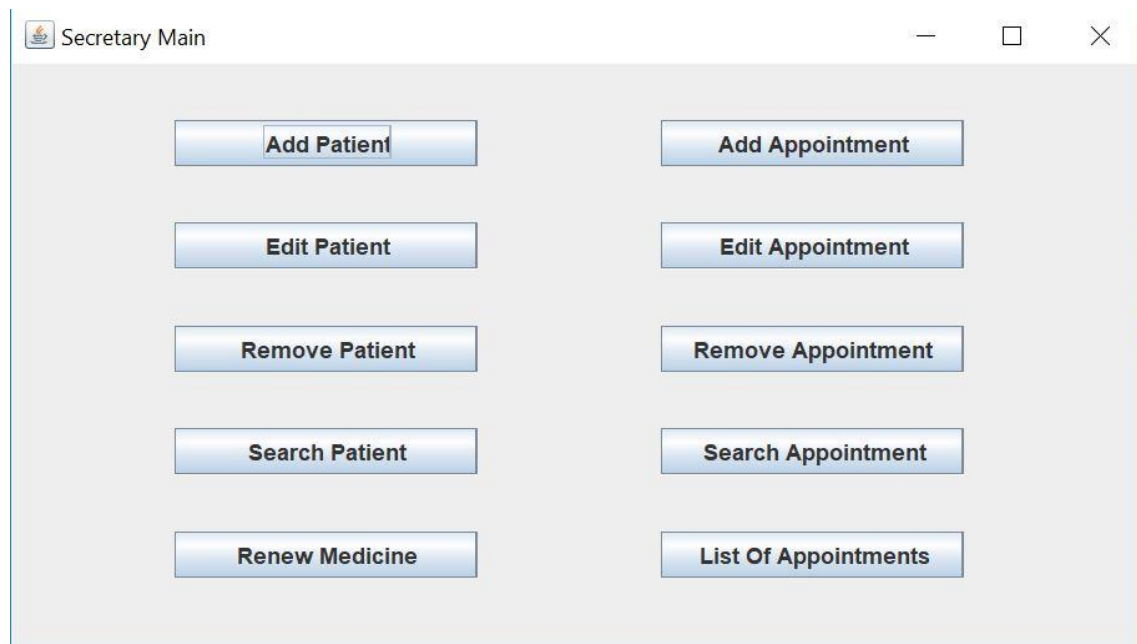 Secretary Main
Add Patient
Add Appointment
Edit Patient
Edit Appointment
Remove Patient
Remove Appointment
Search Patient
Search Appointment
Renew Medicine
List Of Appointments